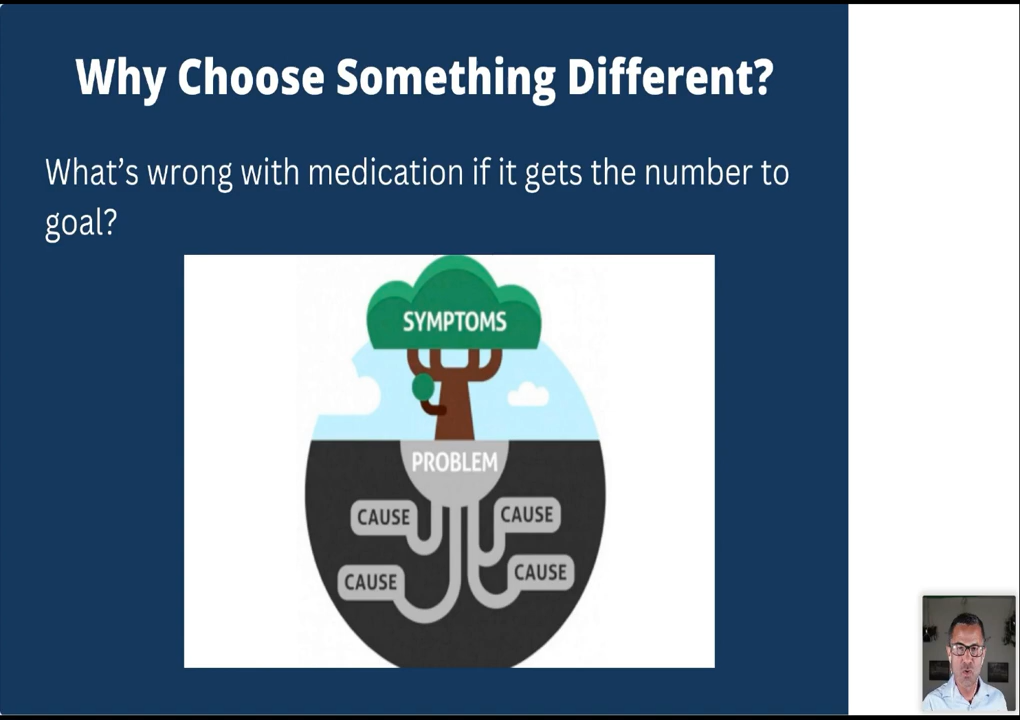 Why Choose Something Different?
What's wrong with medication if it gets the number to
goal?
SYMPTOMS
PROBLEM
CAUSE
CAUSE
CAUSE
CAUSE